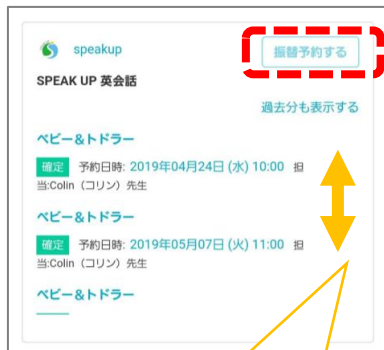 speakup
振替予約する
SPEAK UP 英会話
過去分も表示する
ベビー&トドラー
確定 予約日時: 2019年04月24日 (水) 10:00 担
当:Colin（コリン）先生
ベビー&トドラー
確定 予約日時: 2019年05月07日 (火) 11:00 担
当:Colin（コリン）先生
ベビー&トドラー